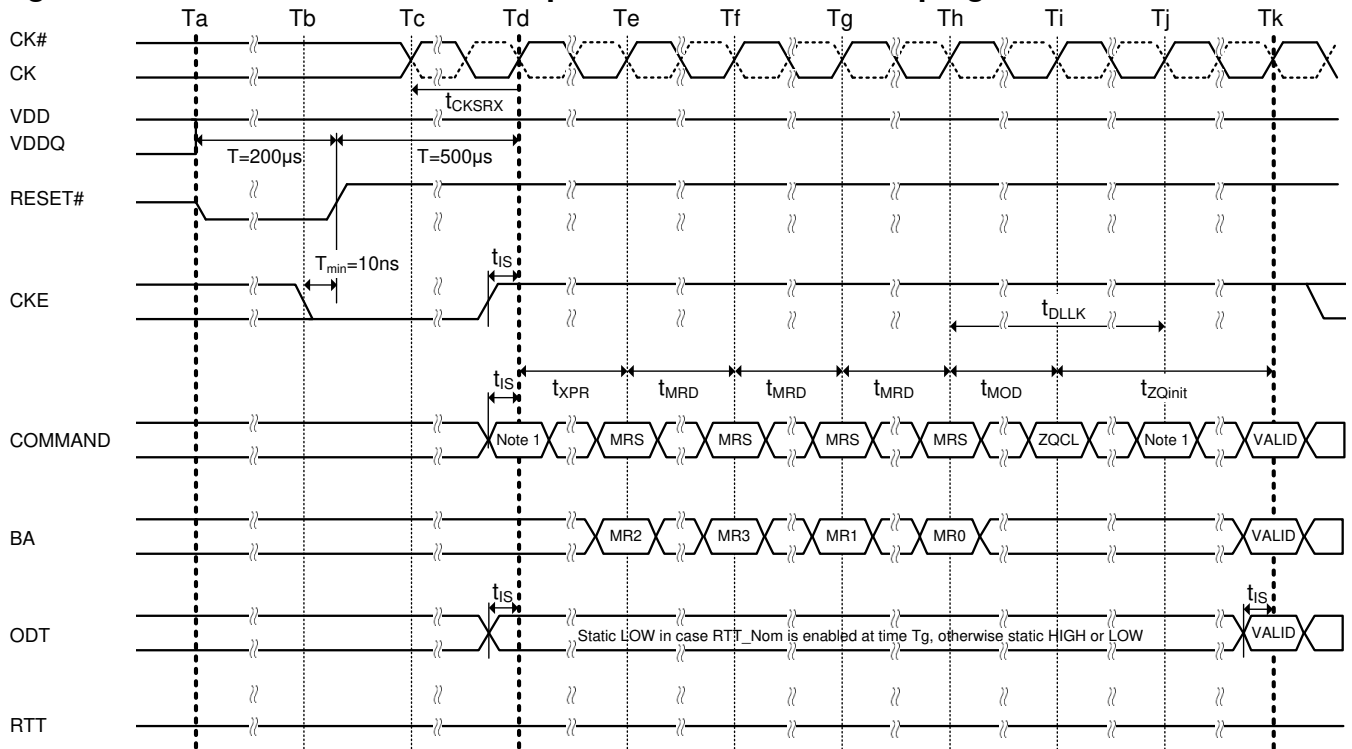 Ta Tb Tc Td Te Tf Tg Th Ti Tj Tk
CK#
CK
tCKSRX
VDD
VDDQ
T=200µs T=500µs
RESET#
Tmin=10ns tIS
CKE
tDLLK
tIS tXPR tMRD tMRD tMRD tMOD tZQinit
COMMAND Note 1 MRS MRS MRS MRS ZQCL Note 1 VALID
BA MR2 MR3 MR1 MR0 VALID
tIS tIS
ODT Static LOW in case RTT_Nom is enabled at time Tg, otherwise static HIGH or LOW VALID
RTT